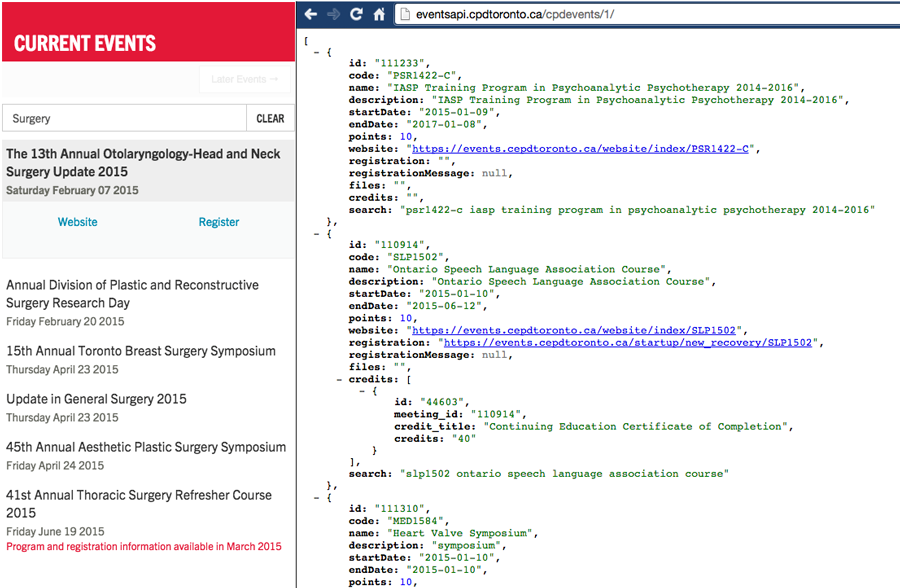 CURRENT EVENTS
Later Events →
Surgery
CLEAR
The 13th Annual Otolaryngology-Head and Neck
Surgery Update 2015
Saturday February 07 2015
Website
Register
Annual Division of Plastic and Reconstructive
Surgery Research Day
Friday February 20 2015
15th Annual Toronto Breast Surgery Symposium
Thursday April 23 2015
Update in General Surgery 2015
Thursday April 23 2015
45th Annual Aesthetic Plastic Surgery Symposium
Friday April 24 2015
41st Annual Thoracic Surgery Refresher Course
2015
Friday June 19 2015
Program and registration information available in March 2015
eventsapi.cpdtoronto.ca/cpdevents/1/
[
- {
id: "111233",
code: "PSR1422-C",
name: "IASP Training Program in Psychoanalytic Psychotherapy 2014-2016",
description: "IASP Training Program in Psychoanalytic Psychotherapy 2014-2016",
startDate: "2015-01-09",
endDate: "2017-01-08",
points: 10,
website: "https://events.cepdtoronto.ca/website/index/PSR1422-C",
registration: "",
registrationMessage: null,
files: "",
credits: "",
search: "psr1422-c iasp training program in psychoanalytic psychotherapy 2014-2016"
},
- {
id: "110914",
code: "SLP1502",
name: "Ontario Speech Language Association Course",
description: "Ontario Speech Language Association Course",
startDate: "2015-01-10",
endDate: "2015-06-12",
points: 10,
website: "https://events.cepdtoronto.ca/website/index/SLP1502",
registration: "https://events.cepdtoronto.ca/startup/new_recovery/SLP1502",
registrationMessage: null,
files: "",
- credits: [
- {
id: "44603",
meeting_id: "110914",
credit_title: "Continuing Education Certificate of Completion",
credits: "40"
}
],
search: "slp1502 ontario speech language association course"
},
- {
id: "111310",
code: "MED1584",
name: "Heart Valve Symposium",
description: "symposium",
startDate: "2015-01-10",
endDate: "2015-01-10",
points: 10,